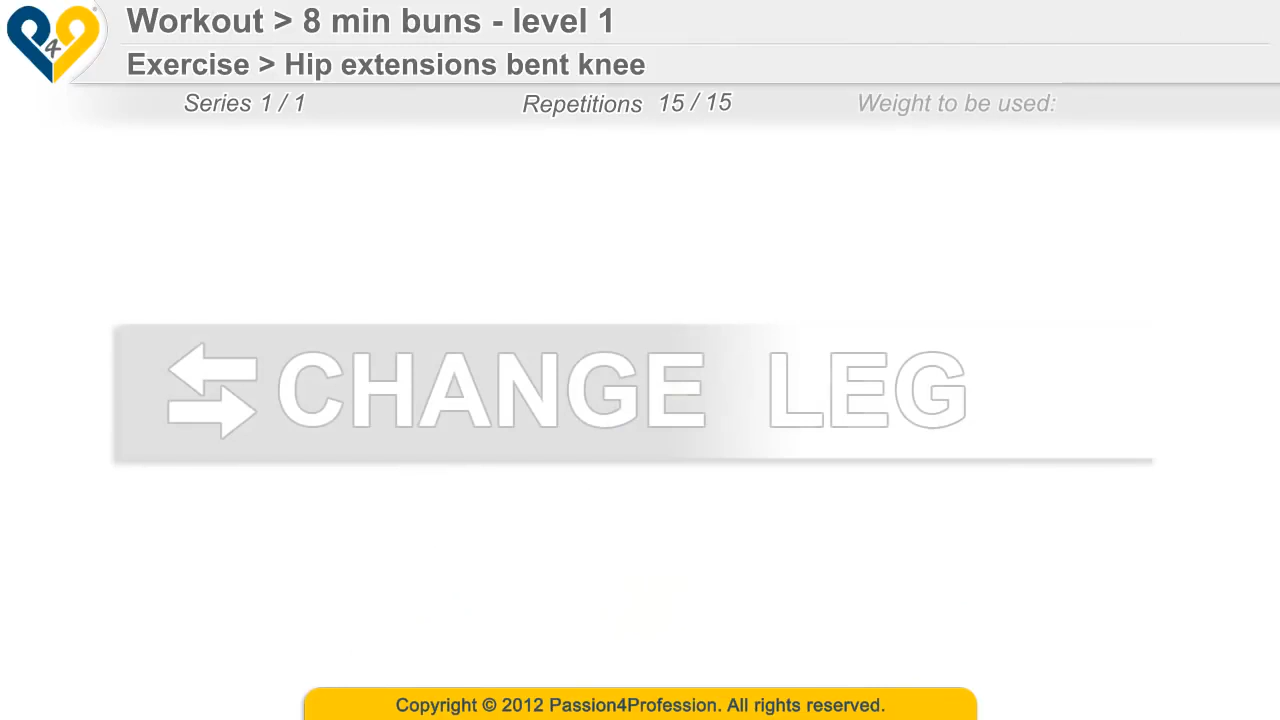 Workout > 8 min buns - level 1
Exercise > Hip extensions bent knee
Series 1 / 1 Repetitions 15 / 15 Weight to be used:
CHANGE LEG
Copyright © 2012 Passion4Profession. All rights reserved.
4